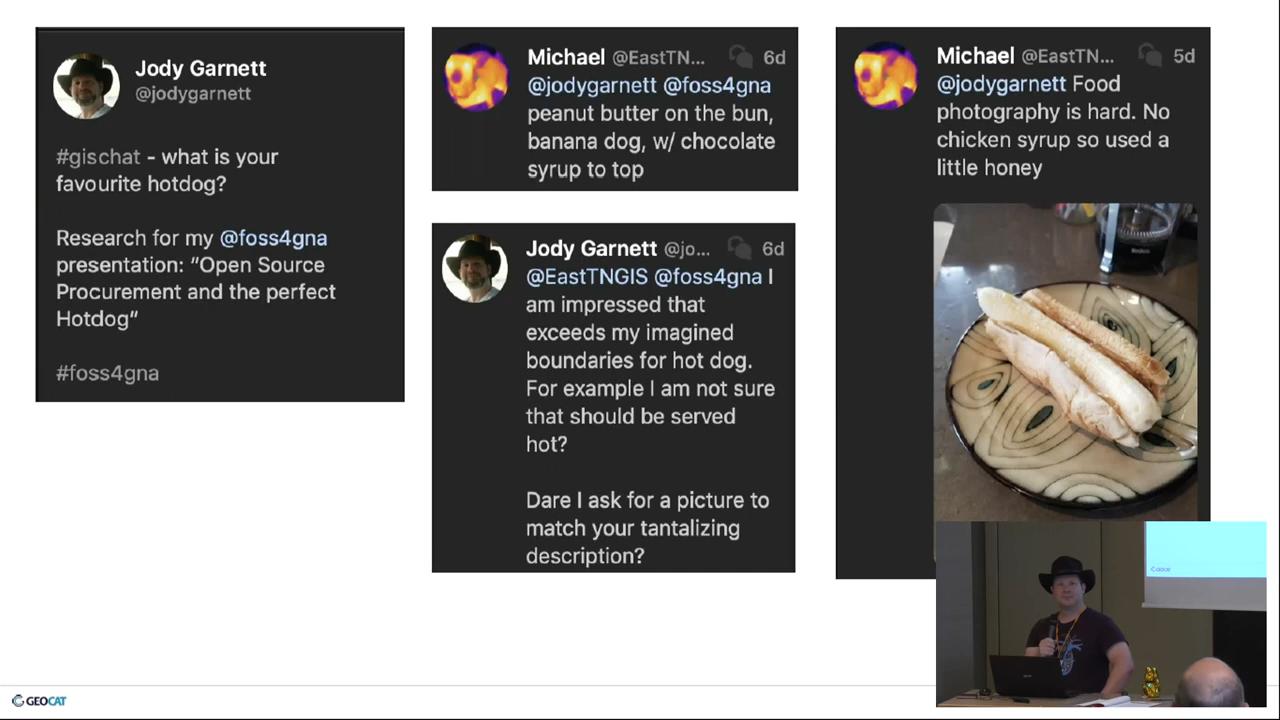 Jody Garnett
@jodygarnett
#gischat - what is your
favourite hotdog?
Research for my @foss4gna
presentation: “Open Source
Procurement and the perfect
Hotdog“
#foss4gna
Michael @EastTN... 6d
@jodygarnett @foss4gna
peanut butter on the bun,
banana dog, w/ chocolate
syrup to top
Jody Garnett @jo... 6d
@EastTNGIS @foss4gna I
am impressed that
exceeds my imagined
boundaries for hot dog.
For example I am not sure
that should be served
hot?
Dare I ask for a picture to
match your tantalizing
description?
Michael @EastTN... 5d
@jodygarnett Food
photography is hard. No
chicken syrup so used a
little honey
GEOCAT